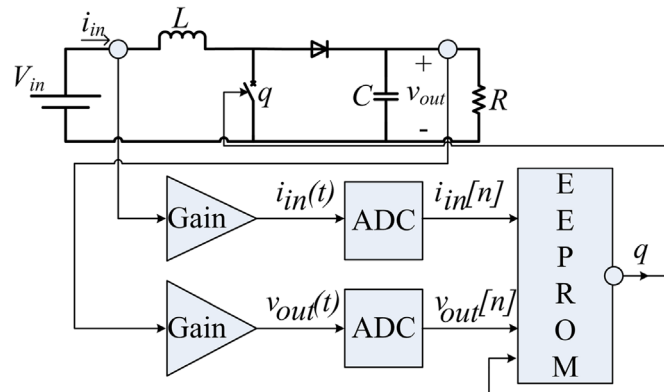 i_in
L
V_in
q
C
+
v_out
-
R
Gain
i_in(t)
ADC
i_in[n]
Gain
v_out(t)
ADC
v_out[n]
E
E
P
R
O
M
q